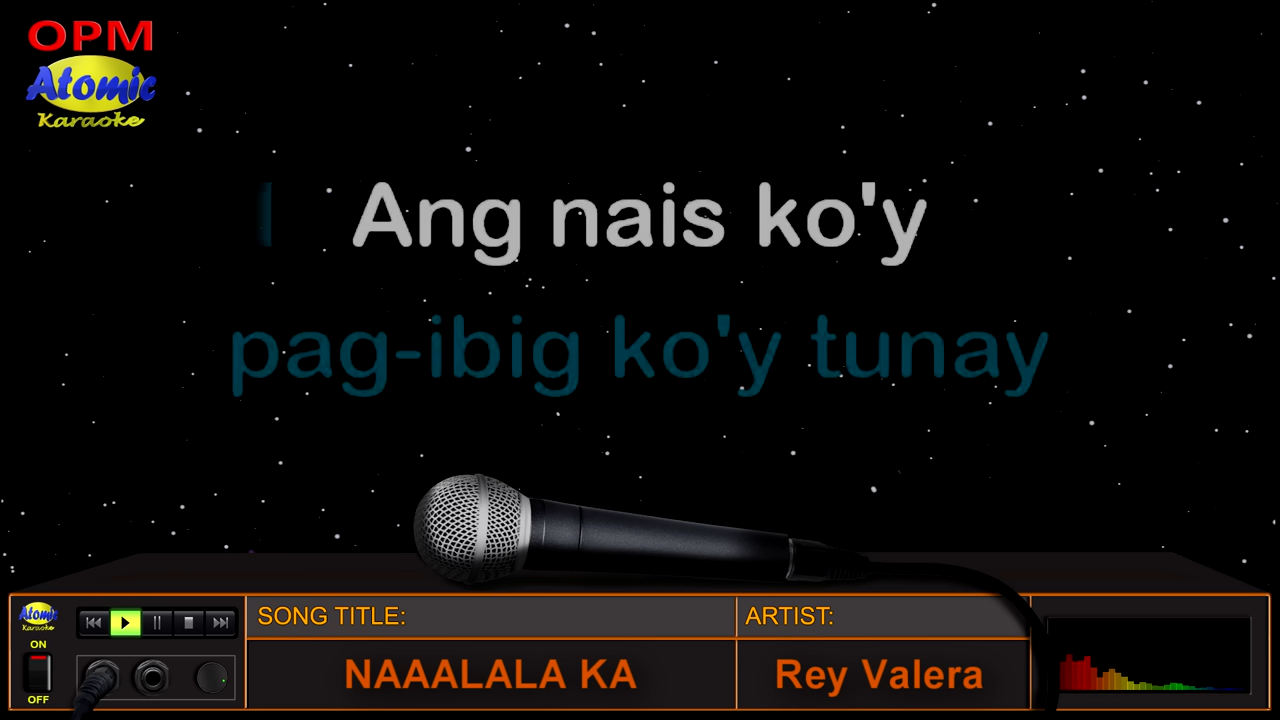 OPM
Atomic
Karaoke
Ang nais ko'y
pag-ibig ko'y tunay
Atomic
Karaoke
ON
OFF
SONG TITLE:
NAAALALA KA
ARTIST:
Rey Valera